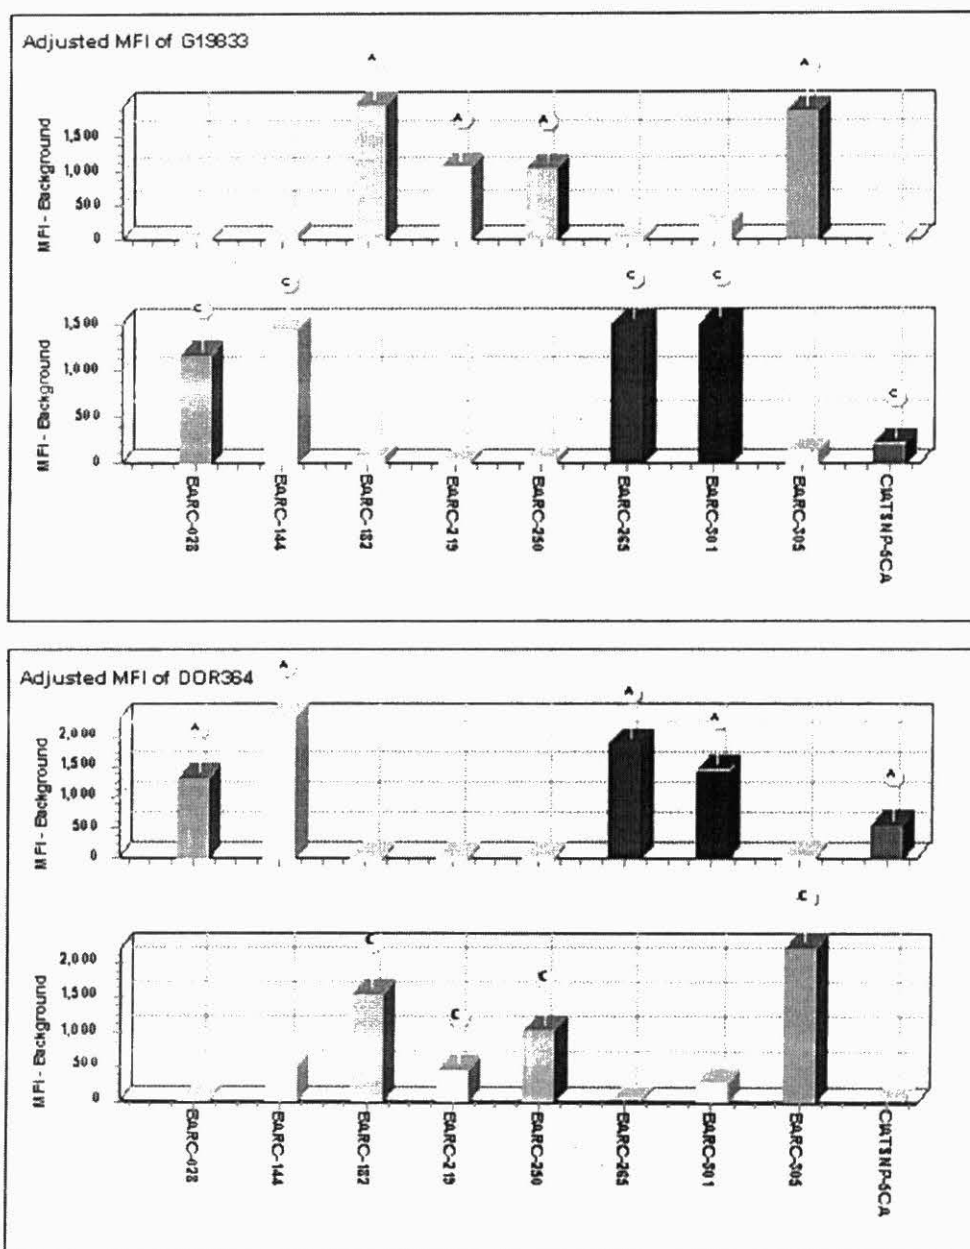 Adjusted MFI of G19833
A
A
A
A
MFI - Background
1,500
1,000
500
0
C
C
C
C
C
MFI - Background
1,500
1,000
500
0
BARC-028
BARC-144
BARC-182
BARC-219
BARC-250
BARC-265
BARC-301
BARC-305
CIATSNP-5CA
Adjusted MFI of DOR364
A
A
A
A
A
MFI - Background
2,000
1,500
1,000
500
0
C
C
C
C
MFI - Background
2,000
1,500
1,000
500
0
BARC-028
BARC-144
BARC-182
BARC-219
BARC-250
BARC-265
BARC-301
BARC-305
CIATSNP-5CA